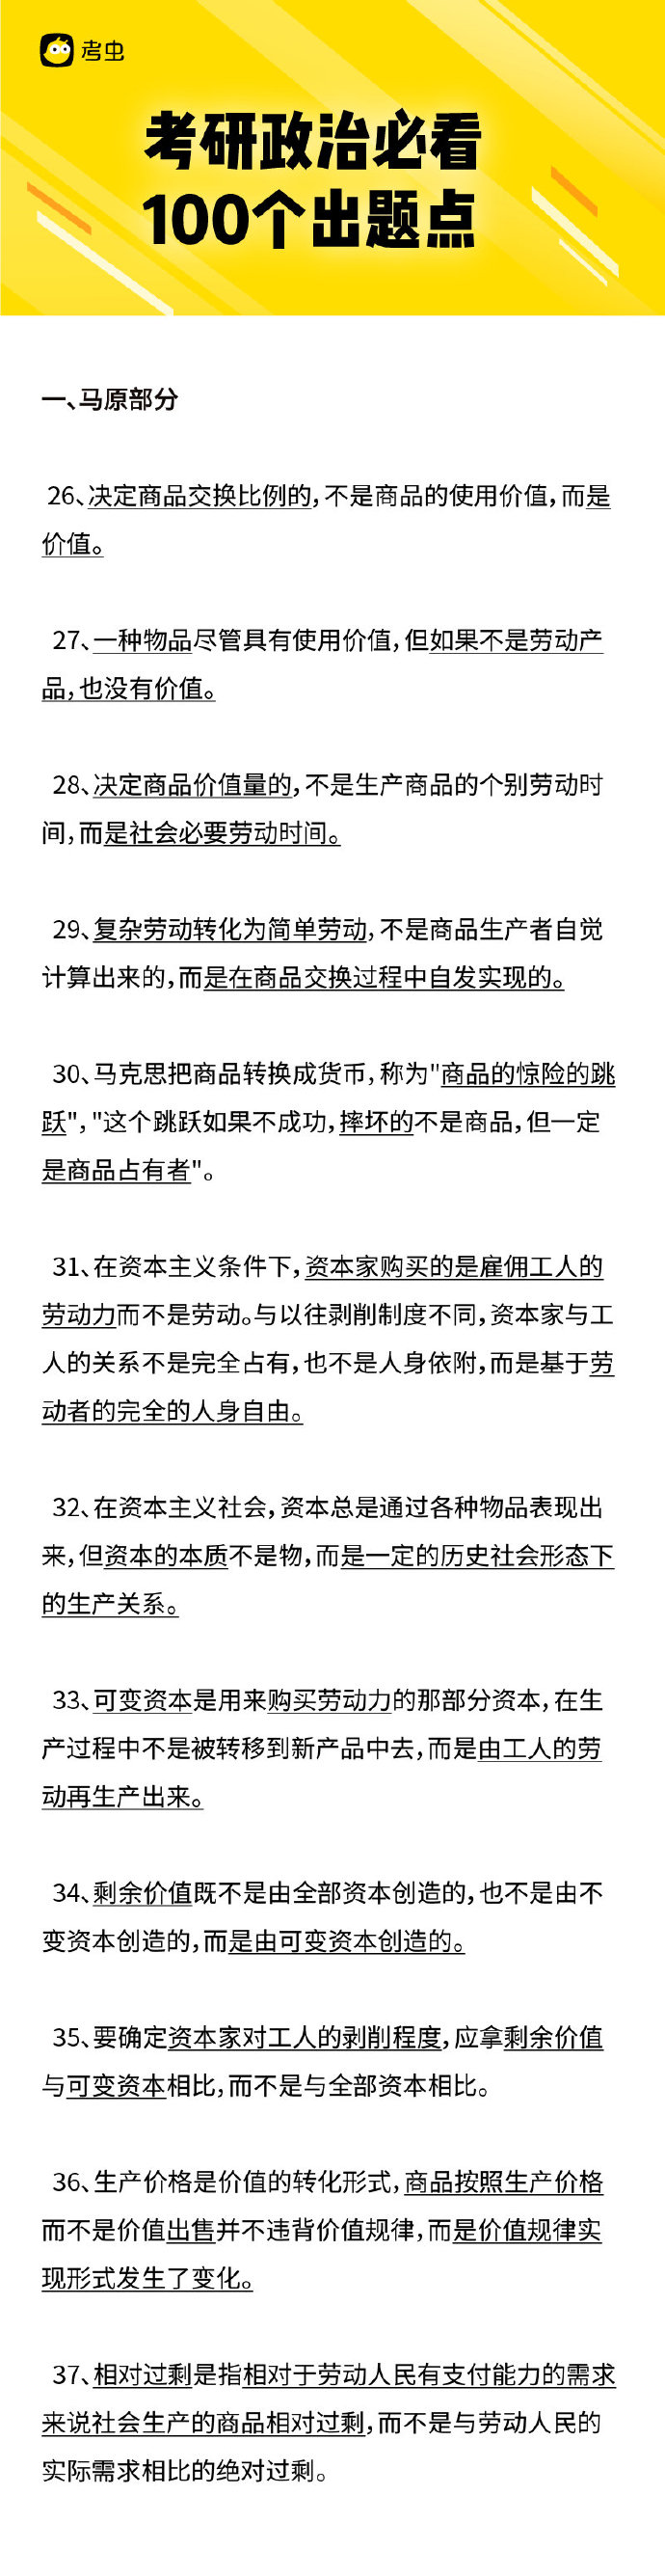 考虫
考研政治必看
100个出题点
一、马原部分
26、决定商品交换比例的，不是商品的使用价值，而是
价值。
27、一种物品尽管具有使用价值，但如果不是劳动产
品，也没有价值。
28、决定商品价值量的，不是生产商品的个别劳动时
间，而是社会必要劳动时间。
29、复杂劳动转化为简单劳动，不是商品生产者自觉
计算出来的，而是在商品交换过程中自发实现的。
30、马克思把商品转换成货币，称为"商品的惊险的跳
跃"，"这个跳跃如果不成功，摔坏的不是商品，但一定
是商品占有者"。
31、在资本主义条件下，资本家购买的是雇佣工人的
劳动力而不是劳动。与以往剥削制度不同，资本家与工
人的关系不是完全占有，也不是人身依附，而是基于劳
动者的完全的人身自由。
32、在资本主义社会，资本总是通过各种物品表现出
来，但资本的本质不是物，而是一定的历史社会形态下
的生产关系。
33、可变资本是用来购买劳动力的那部分资本，在生
产过程中不是被转移到新产品中去，而是由工人的劳
动再生产出来。
34、剩余价值既不是由全部资本创造的，也不是由不
变资本创造的，而是由可变资本创造的。
35、要确定资本家对工人的剥削程度，应拿剩余价值
与可变资本相比，而不是与全部资本相比。
36、生产价格是价值的转化形式，商品按照生产价格
而不是价值出售并不违背价值规律，而是价值规律实
现形式发生了变化。
37、相对过剩是指相对于劳动人民有支付能力的需求
来说社会生产的商品相对过剩，而不是与劳动人民的
实际需求相比的绝对过剩。